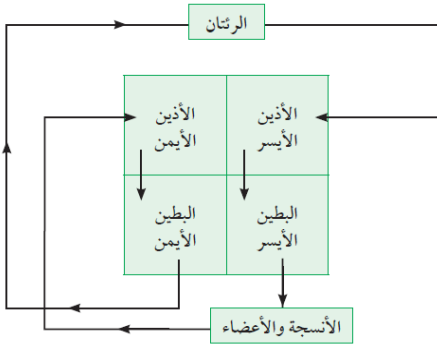 الرئتان
الأذين
الأيمن
الأذين
الأيسر
البطين
الأيمن
البطين
الأيسر
الأنسجة والأعضاء